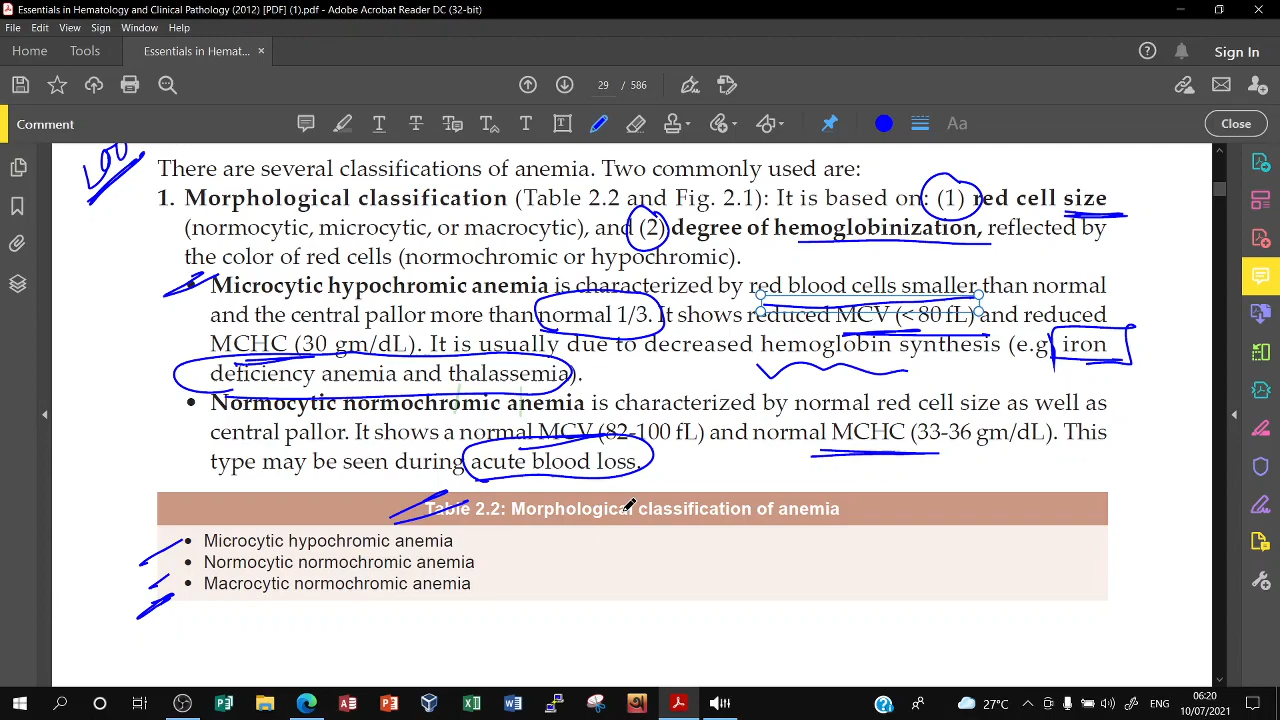 Essentials in Hematology and Clinical Pathology (2012) [PDF] (1).pdf - Adobe Acrobat Reader DC (32-bit)
File Edit View Sign Window Help
Home Tools Essentials in Hemat... × Sign In
29 / 586
Comment Aa Close
There are several classifications of anemia. Two commonly used are:
1. Morphological classification (Table 2.2 and Fig. 2.1): It is based on: (1) red cell size
(normocytic, microcytic, or macrocytic), and (2) degree of hemoglobinization, reflected by
the color of red cells (normochromic or hypochromic).
• Microcytic hypochromic anemia is characterized by red blood cells smaller than normal
and the central pallor more than normal 1/3. It shows reduced MCV (< 80 fL) and reduced
MCHC (30 gm/dL). It is usually due to decreased hemoglobin synthesis (e.g. iron
deficiency anemia and thalassemia).
• Normocytic normochromic anemia is characterized by normal red cell size as well as
central pallor. It shows a normal MCV (82-100 fL) and normal MCHC (33-36 gm/dL). This
type may be seen during acute blood loss.
Table 2.2: Morphological classification of anemia
• Microcytic hypochromic anemia
• Normocytic normochromic anemia
• Macrocytic normochromic anemia
27°C ENG 06:20
10/07/2021